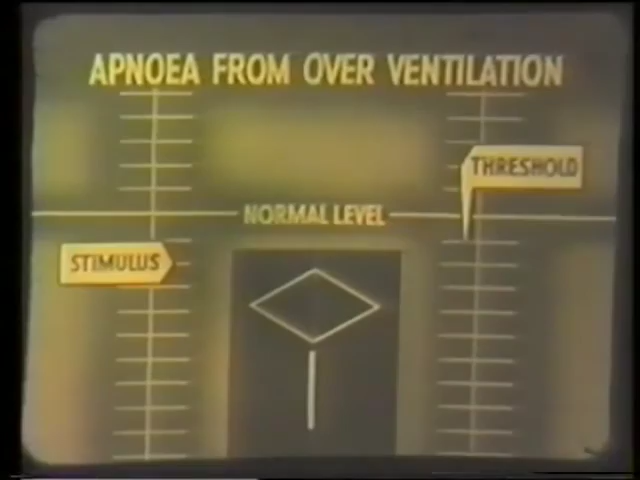 APNOEA FROM OVER VENTILATION
THRESHOLD
NORMAL LEVEL
STIMULUS